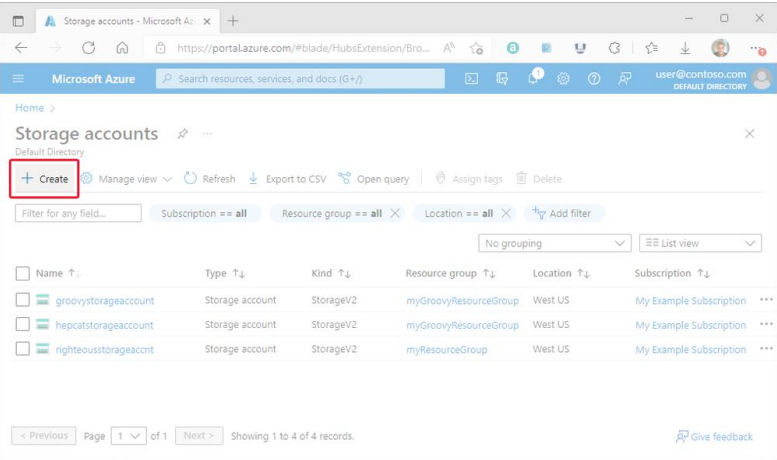 Storage accounts - Microsoft Az
https://portal.azure.com/#blade/HubsExtension/Bro...
Microsoft Azure
Search resources, services, and docs (G+/)
1
user@contoso.com
DEFAULT DIRECTORY
Home >
Storage accounts
Default Directory
+ Create Manage view Refresh Export to CSV Open query Assign tags Delete
Filter for any field... Subscription == all Resource group == all Location == all Add filter
No grouping List view
Name Type Kind Resource group Location Subscription
groovystorageaccount Storage account StorageV2 myGroovyResourceGroup West US My Example Subscription
hepcatstorageaccount Storage account StorageV2 myGroovyResourceGroup West US My Example Subscription
righteousstorageaccnt Storage account StorageV2 myResourceGroup West US My Example Subscription
< Previous Page 1 of 1 Next > Showing 1 to 4 of 4 records. Give feedback